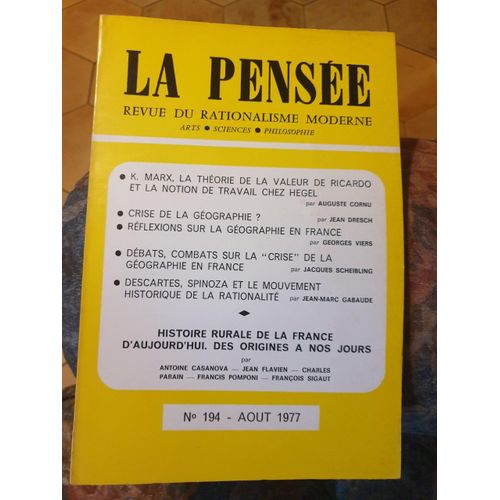 LA PENSÉE
REVUE DU RATIONALISME MODERNE
ARTS ● SCIENCES ● PHILOSOPHIE
● K. MARX, LA THÉORIE DE LA VALEUR DE RICARDO
ET LA NOTION DE TRAVAIL CHEZ HEGEL
par AUGUSTE CORNU
● CRISE DE LA GÉOGRAPHIE ? par JEAN DRESCH
● RÉFLEXIONS SUR LA GÉOGRAPHIE EN FRANCE
par GEORGES VIERS
● DÉBATS, COMBATS SUR LA "CRISE" DE LA
GÉOGRAPHIE EN FRANCE par JACQUES SCHEIBLING
● DESCARTES, SPINOZA ET LE MOUVEMENT
HISTORIQUE DE LA RATIONALITÉ par JEAN-MARC GABAUDE
HISTOIRE RURALE DE LA FRANCE
D'AUJOURD'HUI. DES ORIGINES A NOS JOURS
par
ANTOINE CASANOVA — JEAN FLAVIEN — CHARLES
PARAIN — FRANCIS POMPONI — FRANÇOIS SIGAUT
Nº 194 - AOUT 1977